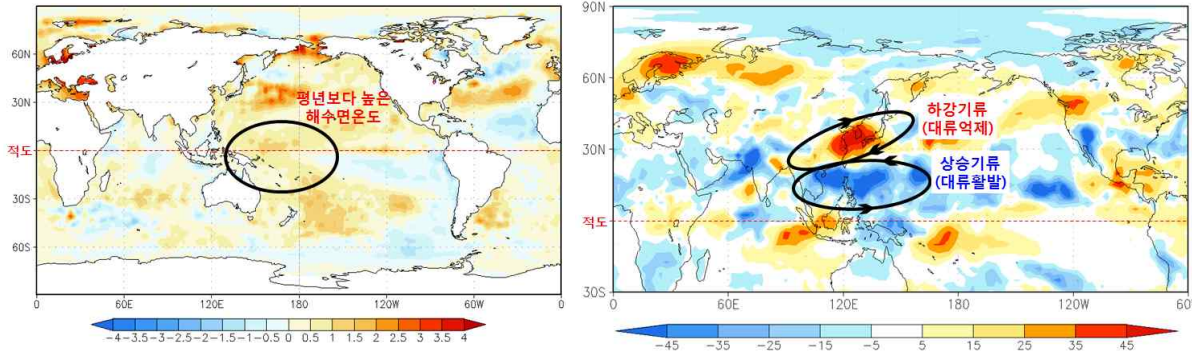 90N
60N
60N
평년보다 높은
해수면온도
하강기류
(대류억제)
30N
30N
상승기류
(대류활발)
적도
적도
30S
60S
30S
0 60E 120E 180 120W 60W 0
0 60E 120E 180 120W 60W
-4 -3.5 -3 -2.5 -2 -1.5 -1 -0.5 0 0.5 1 1.5 2 2.5 3 3.5 4
-45 -35 -25 -15 -5 5 15 25 35 45